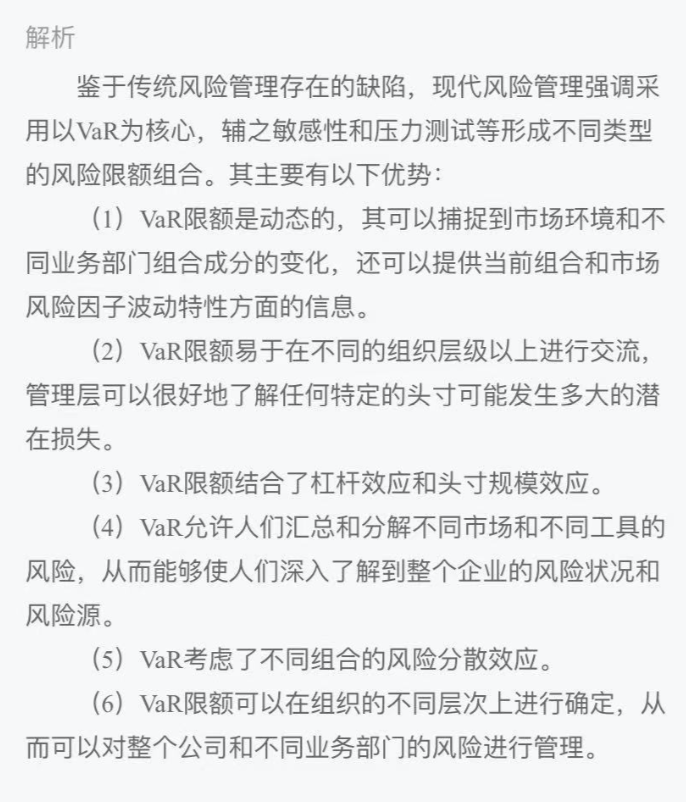 解析
鉴于传统风险管理存在的缺陷，现代风险管理强调采
用以VaR为核心，辅之敏感性和压力测试等形成不同类型
的风险限额组合。其主要有以下优势：
（1）VaR限额是动态的，其可以捕捉到市场环境和不
同业务部门组合成分的变化，还可以提供当前组合和市场
风险因子波动特性方面的信息。
（2）VaR限额易于在不同的组织层级以上进行交流，
管理层可以很好地了解任何特定的头寸可能发生多大的潜
在损失。
（3）VaR限额结合了杠杆效应和头寸规模效应。
（4）VaR允许人们汇总和分解不同市场和不同工具的
风险，从而能够使人们深入了解到整个企业的风险状况和
风险源。
（5）VaR考虑了不同组合的风险分散效应。
（6）VaR限额可以在组织的不同层次上进行确定，从
而可以对整个公司和不同业务部门的风险进行管理。